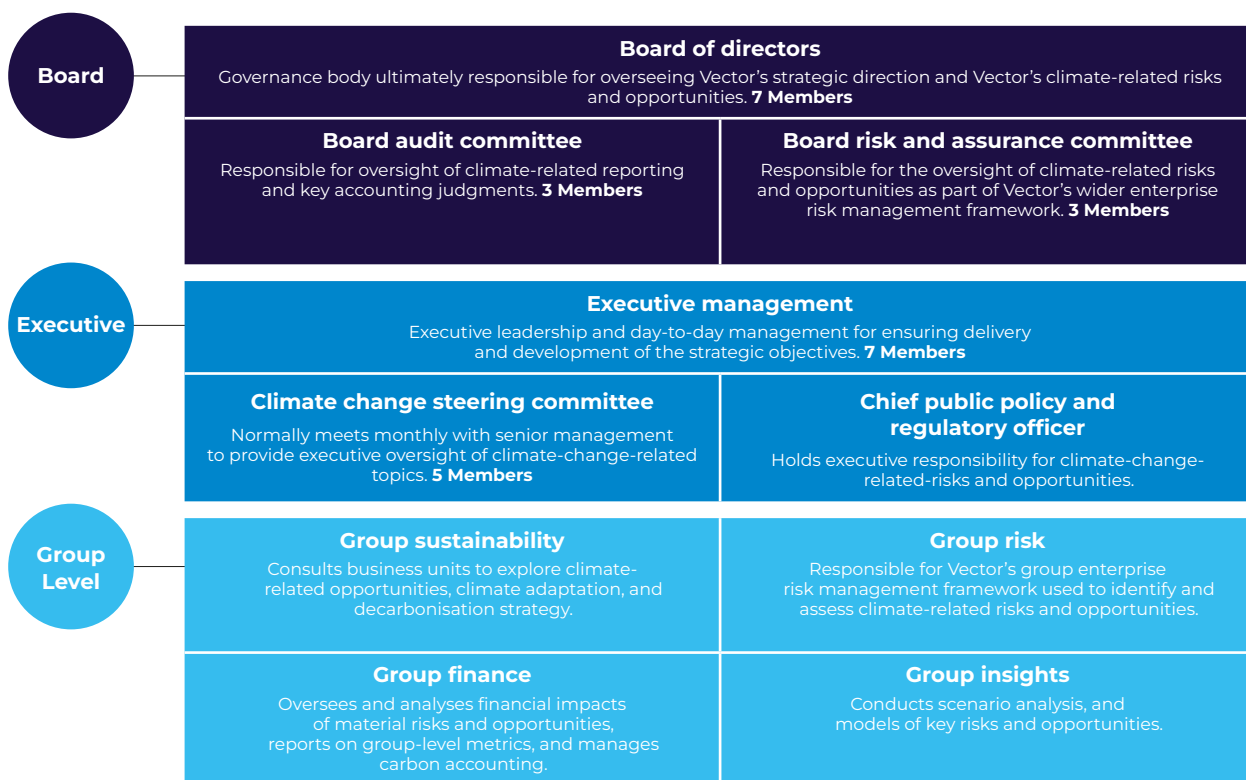 Board
Board of directors
Governance body ultimately responsible for overseeing Vector's strategic direction and Vector's climate-related risks
and opportunities. 7 Members
Board audit committee
Responsible for oversight of climate-related reporting
and key accounting judgments. 3 Members
Board risk and assurance committee
Responsible for the oversight of climate-related risks
and opportunities as part of Vector's wider enterprise
risk management framework. 3 Members
Executive
Executive management
Executive leadership and day-to-day management for ensuring delivery
and development of the strategic objectives. 7 Members
Climate change steering committee
Normally meets monthly with senior management
to provide executive oversight of climate-change-related
topics. 5 Members
Chief public policy and
regulatory officer
Holds executive responsibility for climate-change-
related-risks and opportunities.
Group
Level
Group sustainability
Consults business units to explore climate-
related opportunities, climate adaptation, and
decarbonisation strategy.
Group risk
Responsible for Vector's group enterprise
risk management framework used to identify and
assess climate-related risks and opportunities.
Group finance
Oversees and analyses financial impacts
of material risks and opportunities,
reports on group-level metrics, and manages
carbon accounting.
Group insights
Conducts scenario analysis, and
models of key risks and opportunities.